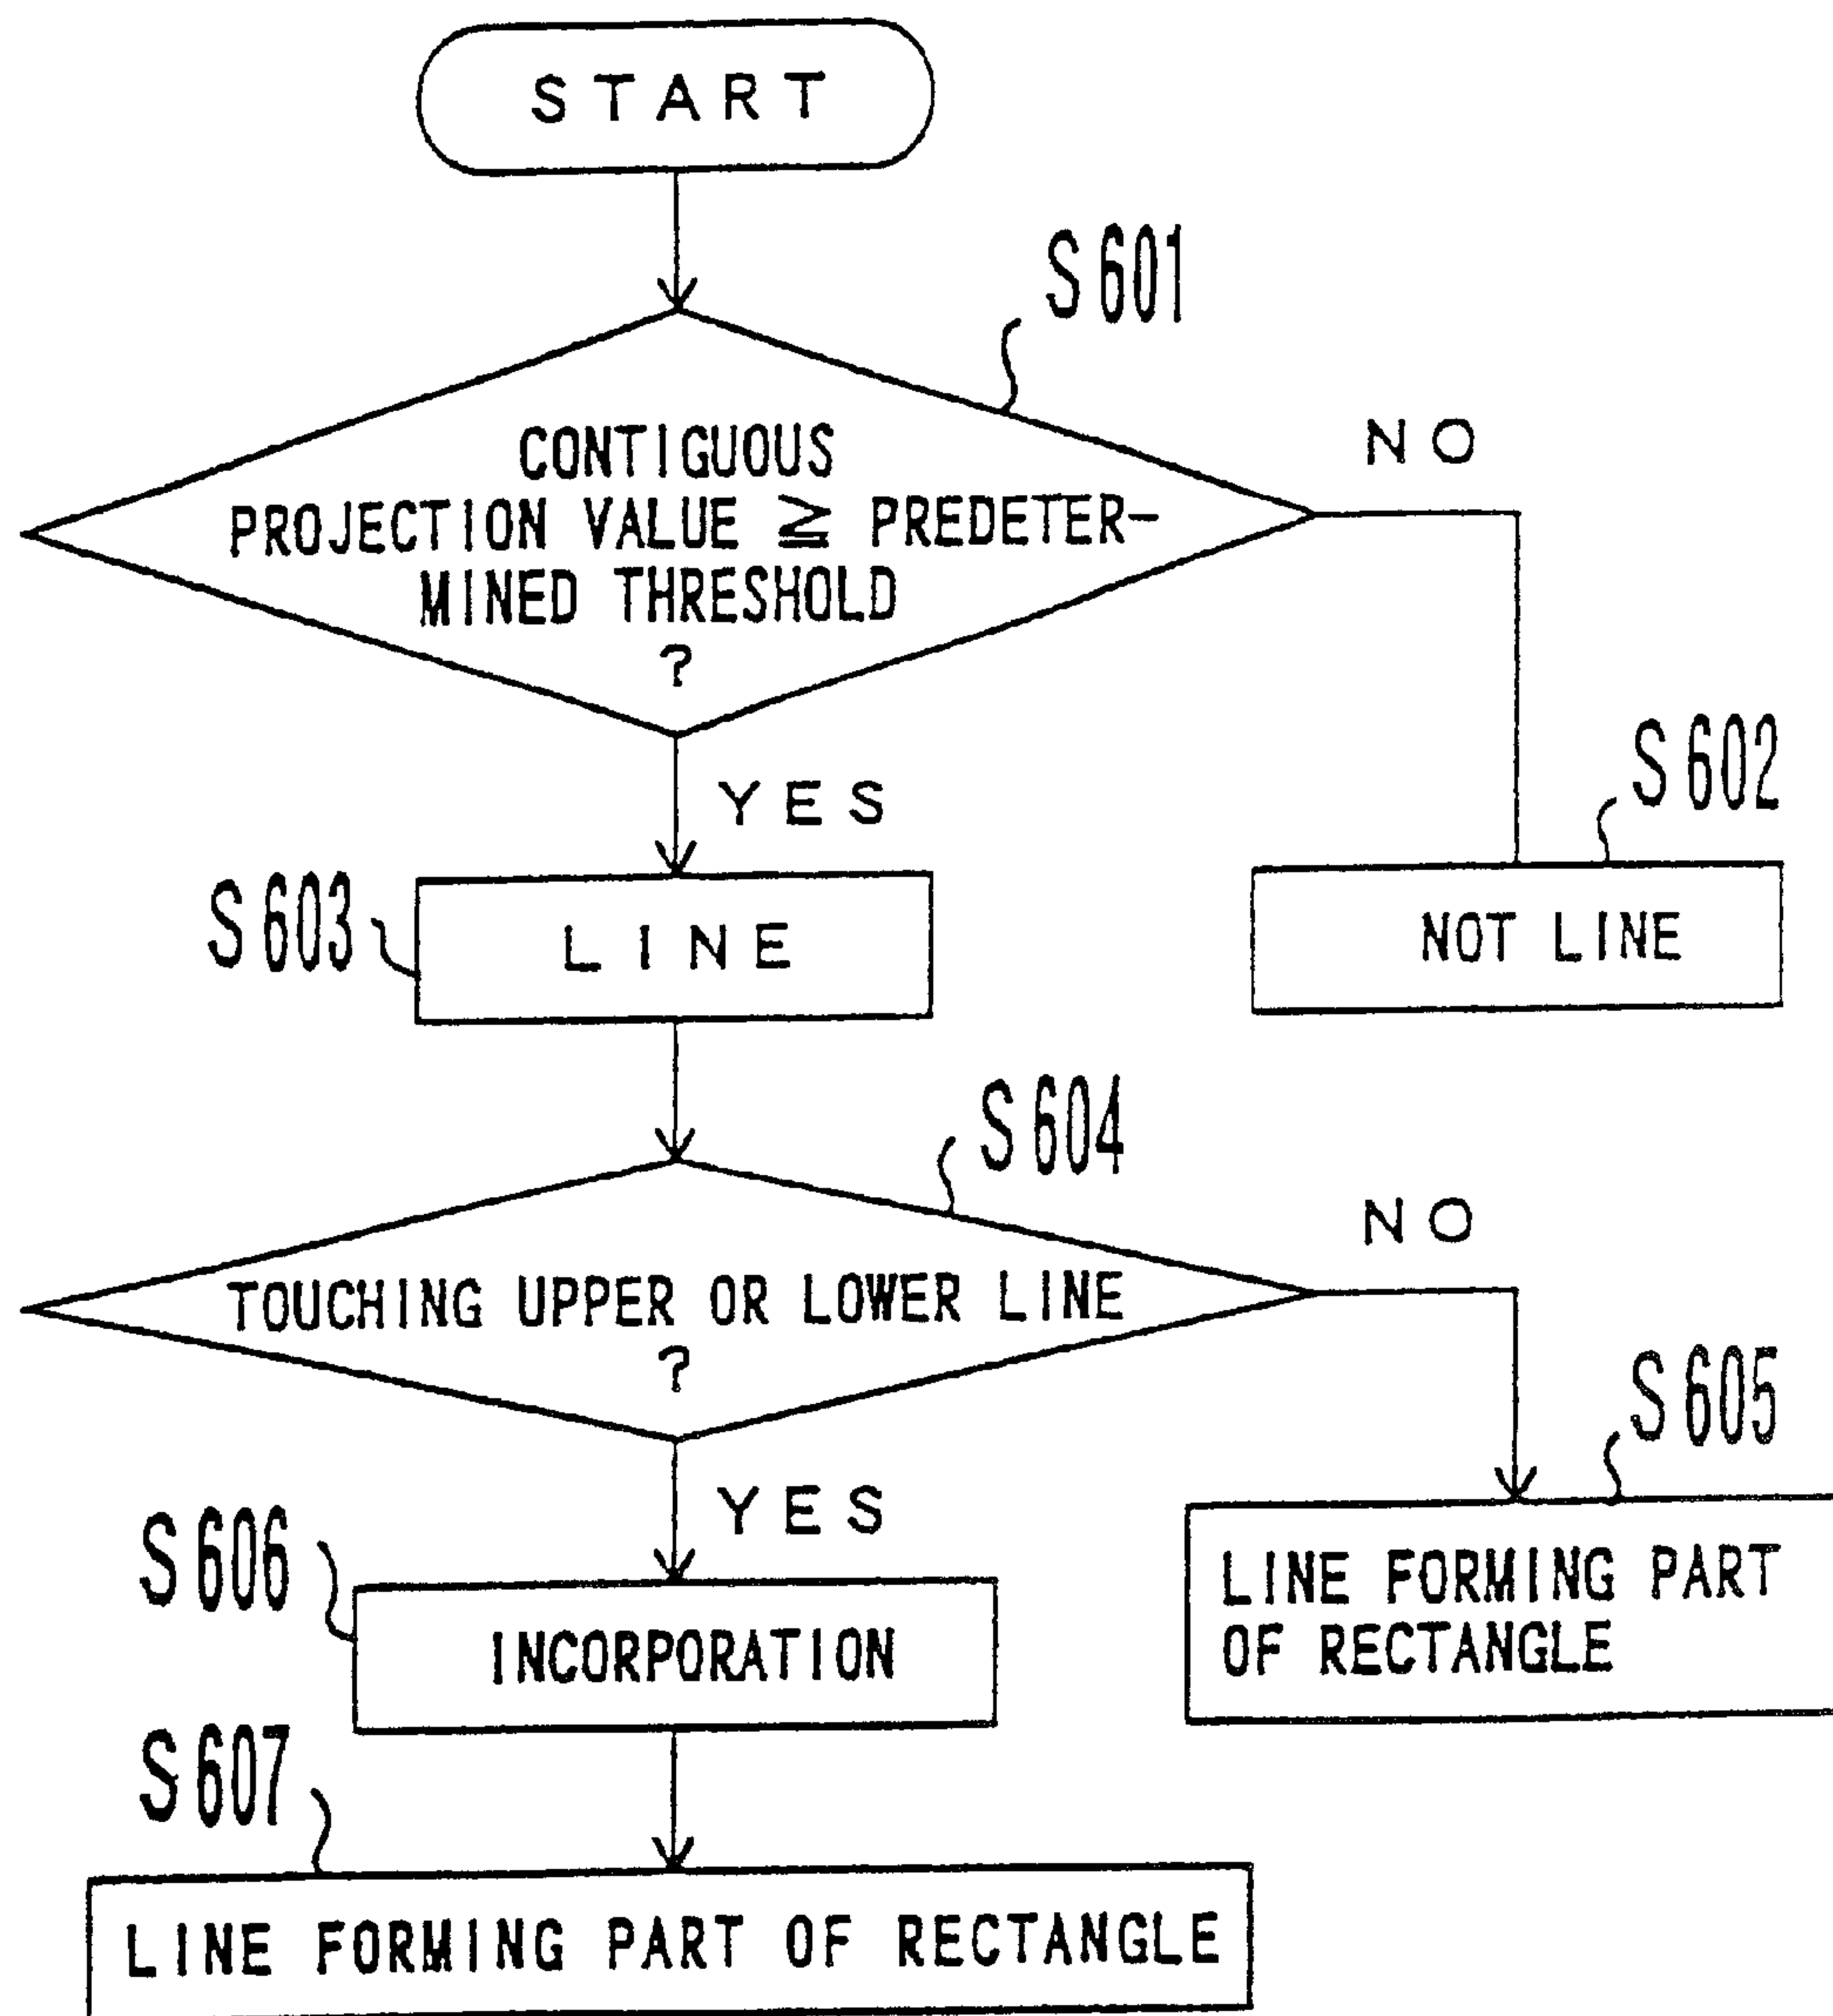 START
S601
CONTIGUOUS
PROJECTION VALUE ≧ PREDETER-
MINED THRESHOLD
?
NO
YES
S602
NOT LINE
S603
LINE
S604
TOUCHING UPPER OR LOWER LINE
?
NO
YES
S605
LINE FORMING PART
OF RECTANGLE
S606
INCORPORATION
S607
LINE FORMING PART OF RECTANGLE